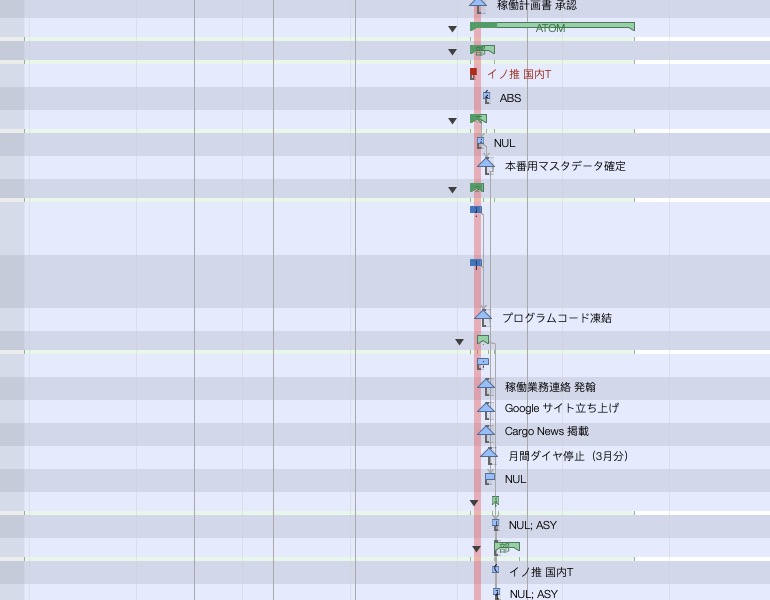 稼働計画書 承認
ATOM
イノ推 国内T
ABS
NUL
本番用マスタデータ確定
プログラムコード凍結
稼働業務連絡 発翰
Google サイト立ち上げ
Cargo News 掲載
月間ダイヤ停止（3月分）
NUL
NUL; ASY
イノ推 国内T
NUL; ASY